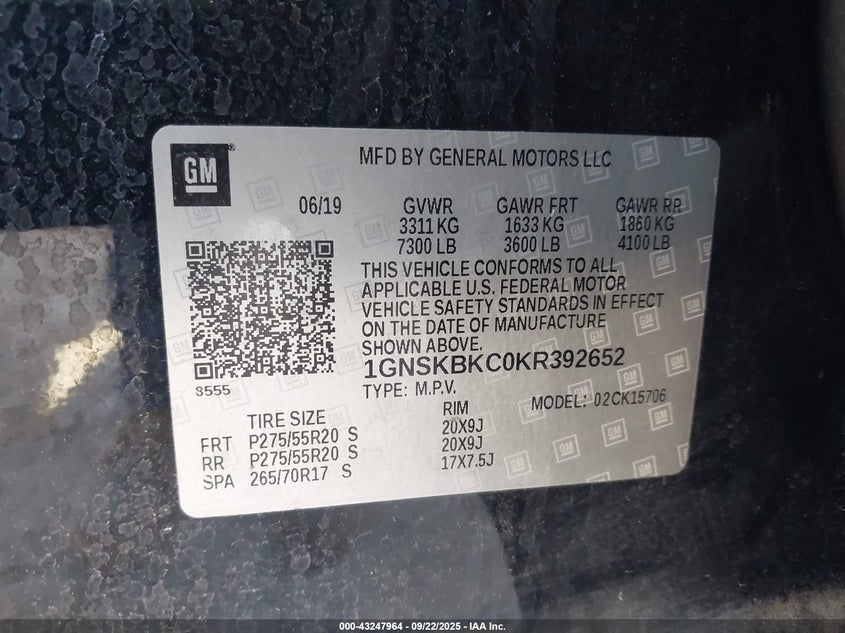 GM
MFD BY GENERAL MOTORS LLC
06/19 GVWR GAWR FRT GAWR RR
3311 KG 1633 KG 1860 KG
7300 LB 3600 LB 4100 LB
THIS VEHICLE CONFORMS TO ALL
APPLICABLE U.S. FEDERAL MOTOR
VEHICLE SAFETY STANDARDS IN EFFECT
ON THE DATE OF MANUFACTURE
SHOWN ABOVE.
1GNSKBKC0KR392652
3555
TYPE: M.P.V. MODEL: 02CK15706
TIRE SIZE RIM
FRT P275/55R20 S 20X9J
RR P275/55R20 S 20X9J
SPA 265/70R17 S 17X7.5J
000-43247964 - 09/22/2025 - IAA Inc.